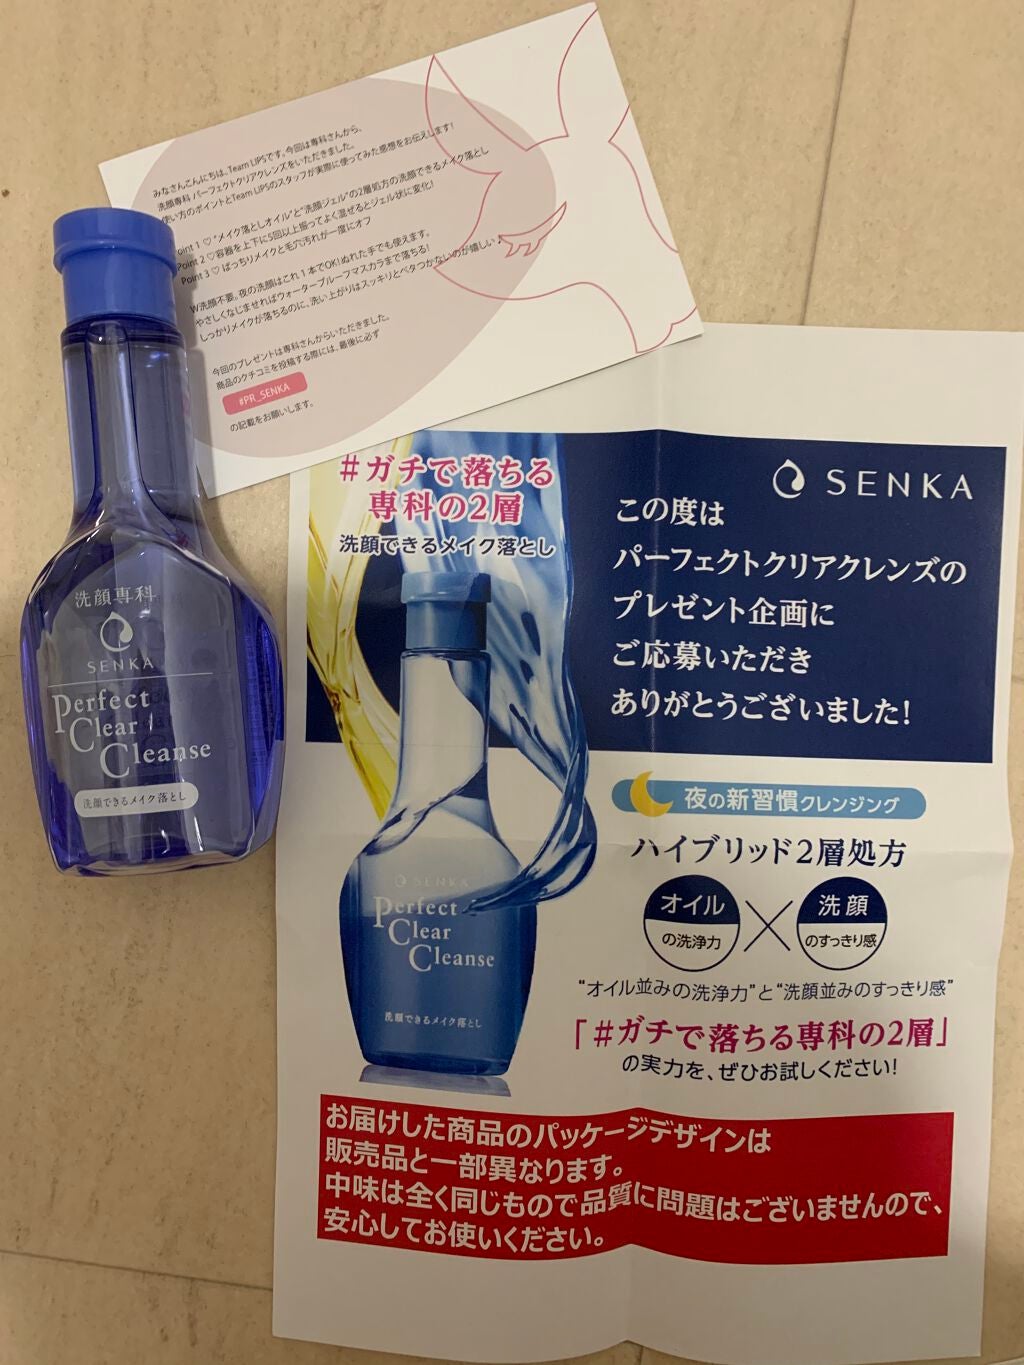 みなさんこんにちは、Team LIPSです。今回は専科さんから、
洗顔専科 パーフェクトクリアクレンズをいただきました。
使い方のポイントとTeam LIPSのスタッフが実際に使ってみた感想をお伝えします!
Point 1 ♡ "メイク落としオイル"と"洗顔ジェル"の2層処方の洗顔できるメイク落とし
Point 2 ♡容器を上下に5回以上振ってよく混ぜるとジェル状に変化!
Point 3 ♡ ばっちりメイクと毛穴汚れが一度にオフ
W洗顔不要。夜の洗顔はこれ1本でOK!ぬれた手でも使えます。
やさしくなじませればウォータープルーフマスカラまで落ちる!
しっかりメイクが落ちるのに、洗い上がりはスッキリとベタつかないのが嬉しい♪
今回のプレゼントは専科さんからいただきました。
商品のクチコミを投稿する際には、最後に必ず
#PR_SENKA
の記載をお願いします。
洗顔専科
SENKA
Perfect
Clear
Cleanse
洗顔できるメイク落とし
#ガチで落ちる
専科の2層
洗顔できるメイク落とし
SENKA
この度は
パーフェクトクリアクレンズの
プレゼント企画に
ご応募いただき
ありがとうございました!
夜の新習慣クレンジング
ハイブリッド2層処方
オイル
の洗浄力
洗顔
のすっきり感
"オイル並みの洗浄力"と"洗顔並みのすっきり感"
「#ガチで落ちる専科の2層」
の実力を、ぜひお試しください!
SENKA
Perfect
Clear
Cleanse
洗顔できるメイク落とし
お届けした商品のパッケージデザインは
販売品と一部異なります。
中味は全く同じもので品質に問題はございませんので、
安心してお使いください。